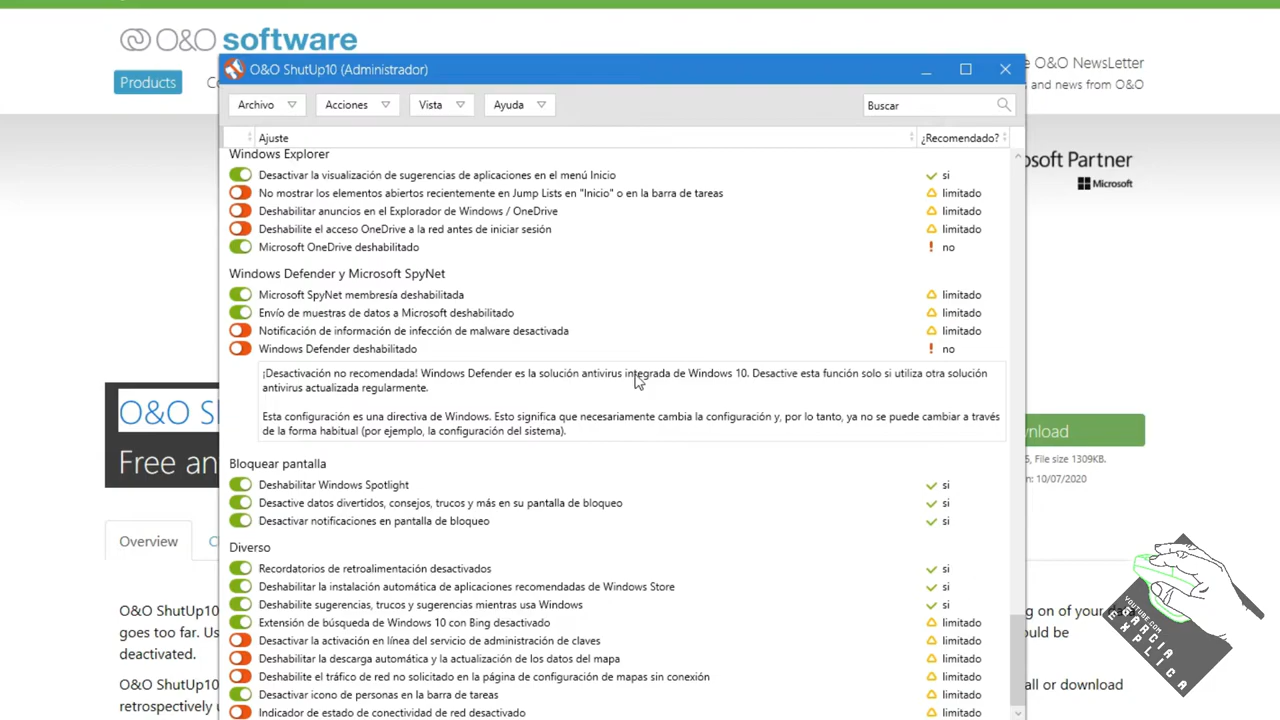 O&O software
e O&O NewsLetter
Products
and news from O&O
O&O ShutUp10 (Administrador)
Archivo
Acciones
Vista
Ayuda
Buscar
Ajuste
¿Recomendado?
osoft Partner
Microsoft
Windows Explorer
Desactivar la visualización de sugerencias de aplicaciones en el menú Inicio
si
No mostrar los elementos abiertos recientemente en Jump Lists en "Inicio" o en la barra de tareas
limitado
Deshabilitar anuncios en el Explorador de Windows / OneDrive
limitado
Deshabilite el acceso OneDrive a la red antes de iniciar sesión
limitado
Microsoft OneDrive deshabilitado
no
Windows Defender y Microsoft SpyNet
Microsoft SpyNet membresía deshabilitada
limitado
Envío de muestras de datos a Microsoft deshabilitado
limitado
Notificación de información de infección de malware desactivada
limitado
Windows Defender deshabilitado
no
¡Desactivación no recomendada! Windows Defender es la solución antivirus integrada de Windows 10. Desactive esta función solo si utiliza otra solución
antivirus actualizada regularmente.
Esta configuración es una directiva de Windows. Esto significa que necesariamente cambia la configuración y, por lo tanto, ya no se puede cambiar a través
de la forma habitual (por ejemplo, la configuración del sistema).
Bloquear pantalla
Deshabilitar Windows Spotlight
si
Desactive datos divertidos, consejos, trucos y más en su pantalla de bloqueo
si
Desactivar notificaciones en pantalla de bloqueo
si
Diverso
Recordatorios de retroalimentación desactivados
si
Deshabilitar la instalación automática de aplicaciones recomendadas de Windows Store
si
Deshabilite sugerencias, trucos y sugerencias mientras usa Windows
si
Extensión de búsqueda de Windows 10 con Bing desactivado
limitado
Desactivar la activación en línea del servicio de administración de claves
limitado
Deshabilitar la descarga automática y la actualización de los datos del mapa
limitado
Deshabilite el tráfico de red no solicitado en la página de configuración de mapas sin conexión
limitado
Desactivar icono de personas en la barra de tareas
limitado
Indicador de estado de conectividad de red desactivado
limitado
O&O S
Free an
wnload
5, File size 1309KB.
n: 10/07/2020
Overview
O&O ShutUp10
goes too far. Us
deactivated.
O&O ShutUp10
retrospectively
ng on of your da
ould be
all or download
YOUTUBE.COM
GARCIA
EXPLICA